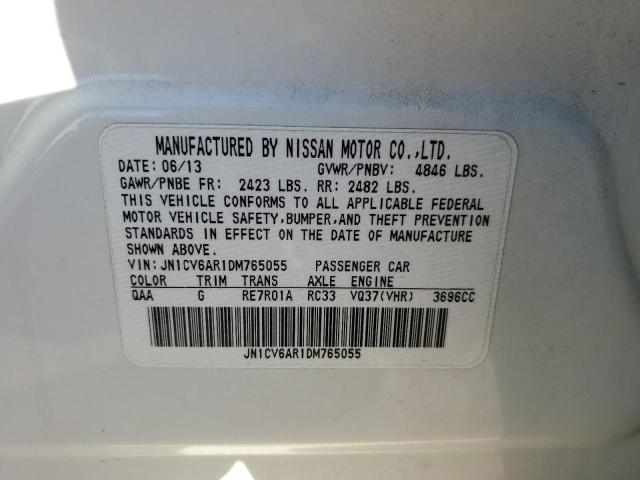 MANUFACTURED BY NISSAN MOTOR CO.,LTD.
DATE: 06/13 GVWR/PNBV: 4846 LBS.
GAWR/PNBE FR: 2423 LBS. RR: 2482 LBS.
THIS VEHICLE CONFORMS TO ALL APPLICABLE FEDERAL
MOTOR VEHICLE SAFETY,BUMPER,AND THEFT PREVENTION
STANDARDS IN EFFECT ON THE DATE OF MANUFACTURE
SHOWN ABOVE.
VIN: JN1CV6AR1DM765055 PASSENGER CAR
COLOR TRIM TRANS AXLE ENGINE
QAA G RE7R01A RC33 VQ37(VHR) 3696CC
JN1CV6AR1DM765055